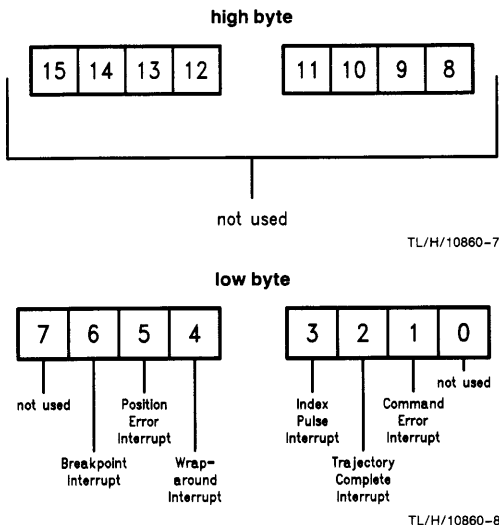 high byte
15 14 13 12 11 10 9 8
not used
TL/H/10860-7
low byte
7 6 5 4 3 2 1 0
not used
Breakpoint
Interrupt
Position
Error
Interrupt
Wrap-
around
Interrupt
Index
Pulse
Interrupt
Trajectory
Complete
Interrupt
Command
Error
Interrupt
not used
TL/H/10860-8